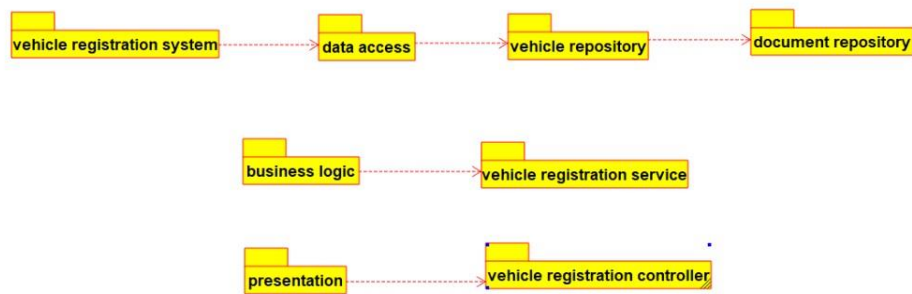 vehicle registration system
data access
vehicle repository
document repository
business logic
vehicle registration service
presentation
vehicle registration controller